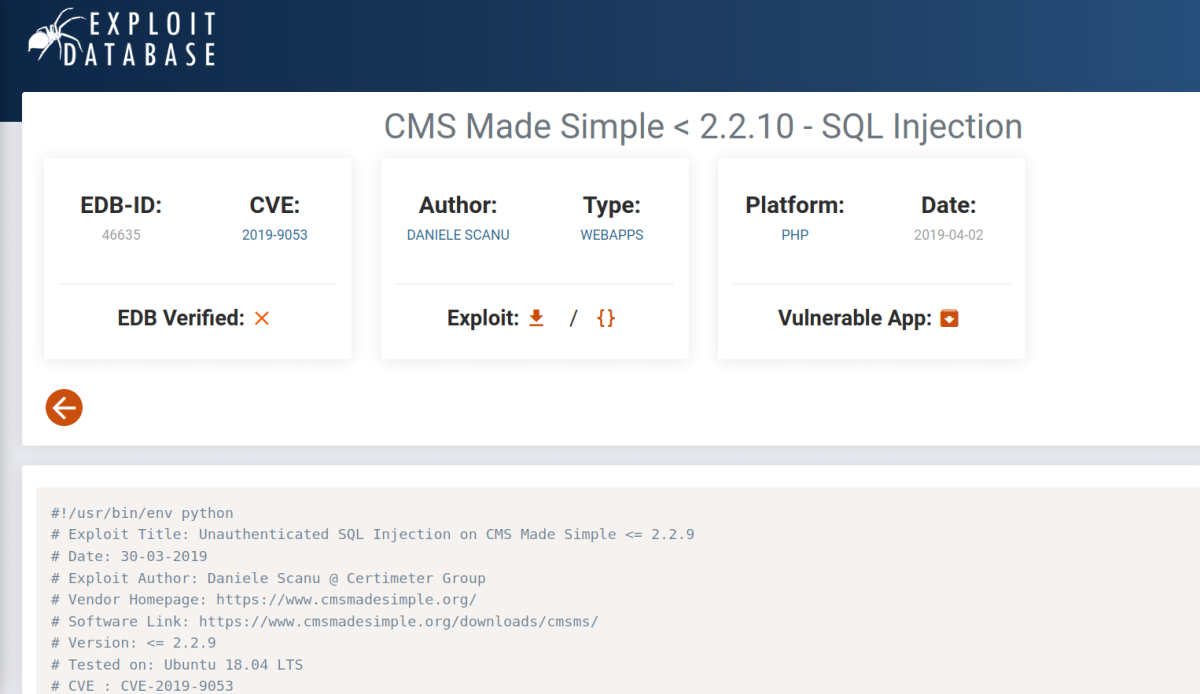 EXPLOIT
DATABASE
CMS Made Simple < 2.2.10 - SQL Injection
EDB-ID: CVE:
46635 2019-9053
EDB Verified: ×
Author: Type:
DANIELE SCANU WEBAPPS
Exploit: / {}
Platform: Date:
PHP 2019-04-02
Vulnerable App:
#!/usr/bin/env python
# Exploit Title: Unauthenticated SQL Injection on CMS Made Simple <= 2.2.9
# Date: 30-03-2019
# Exploit Author: Daniele Scanu @ Certimeter Group
# Vendor Homepage: https://www.cmsmadesimple.org/
# Software Link: https://www.cmsmadesimple.org/downloads/cmsms/
# Version: <= 2.2.9
# Tested on: Ubuntu 18.04 LTS
# CVE : CVE-2019-9053